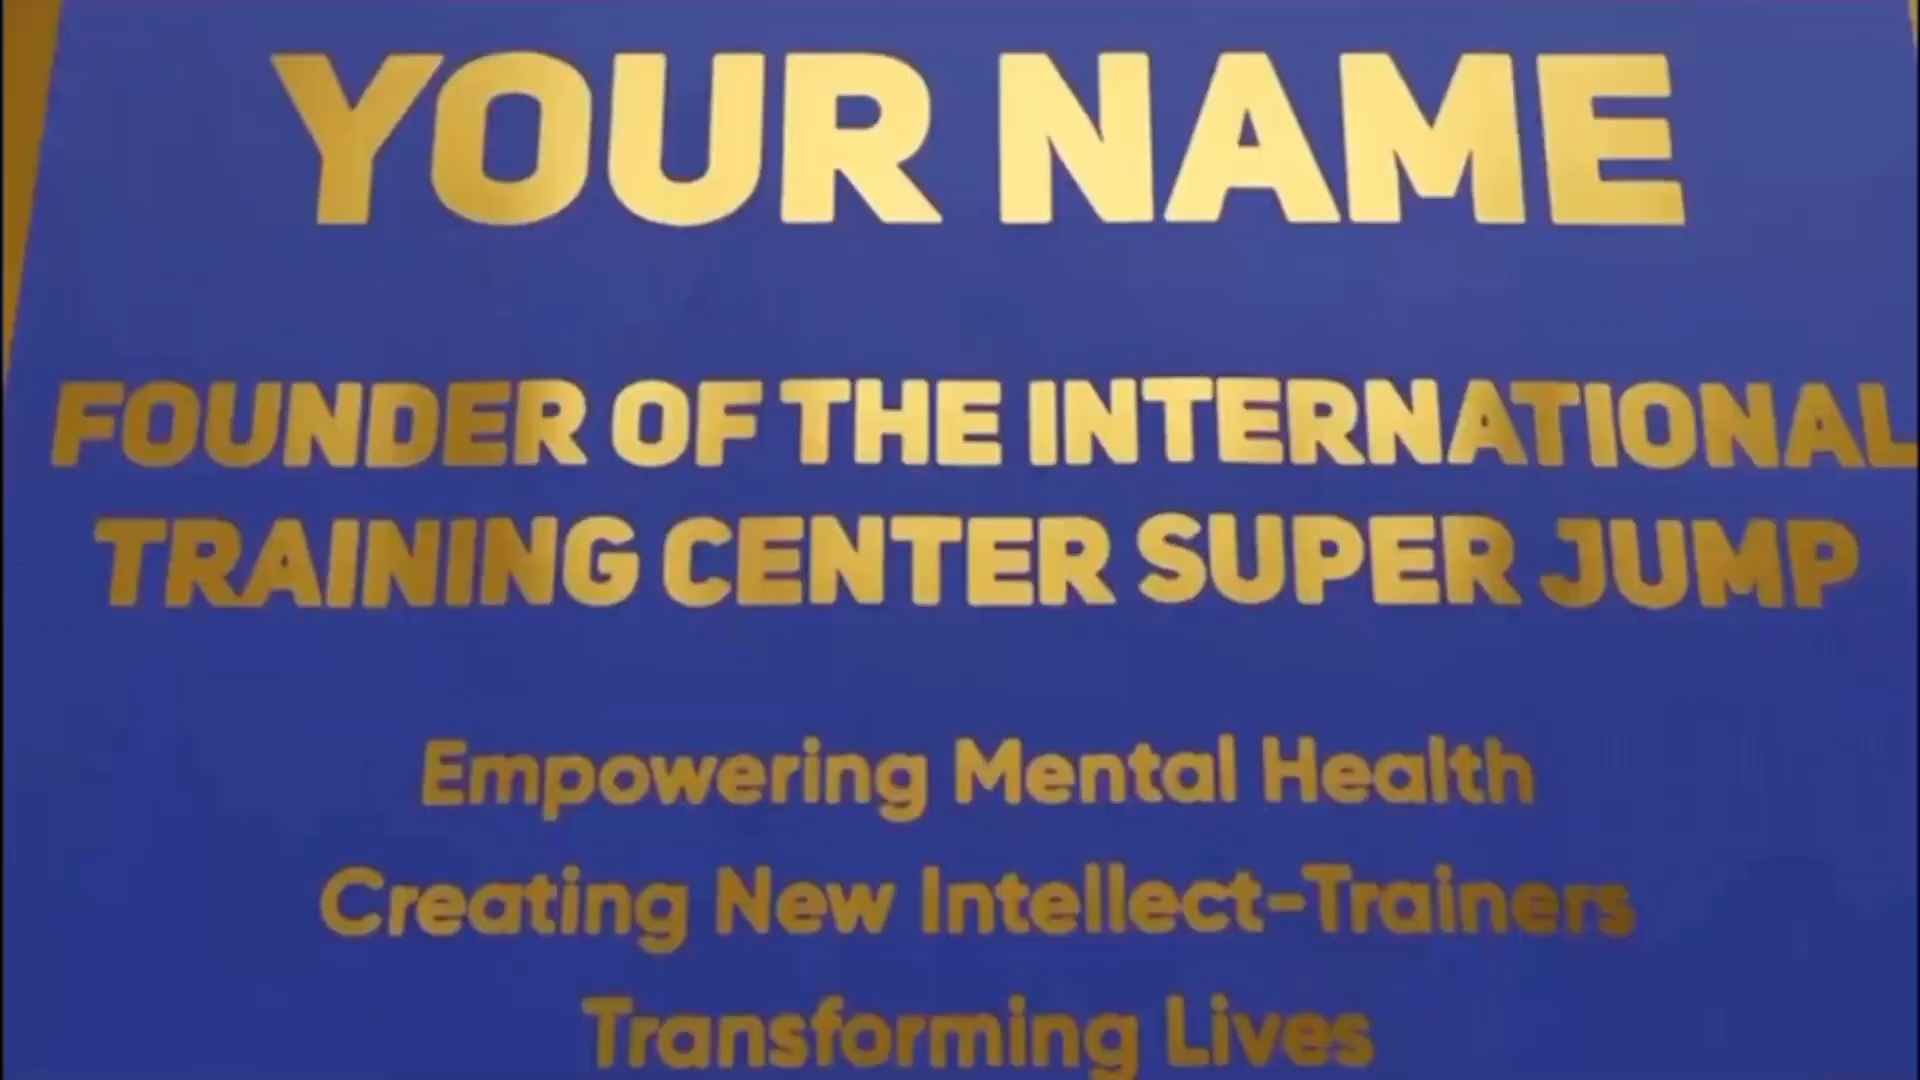 YOUR NAME
FOUNDER OF THE INTERNATIONAL
TRAINING CENTER SUPER JUMP
Empowering Mental Health
Creating New Intellect-Trainers
Transforming Lives